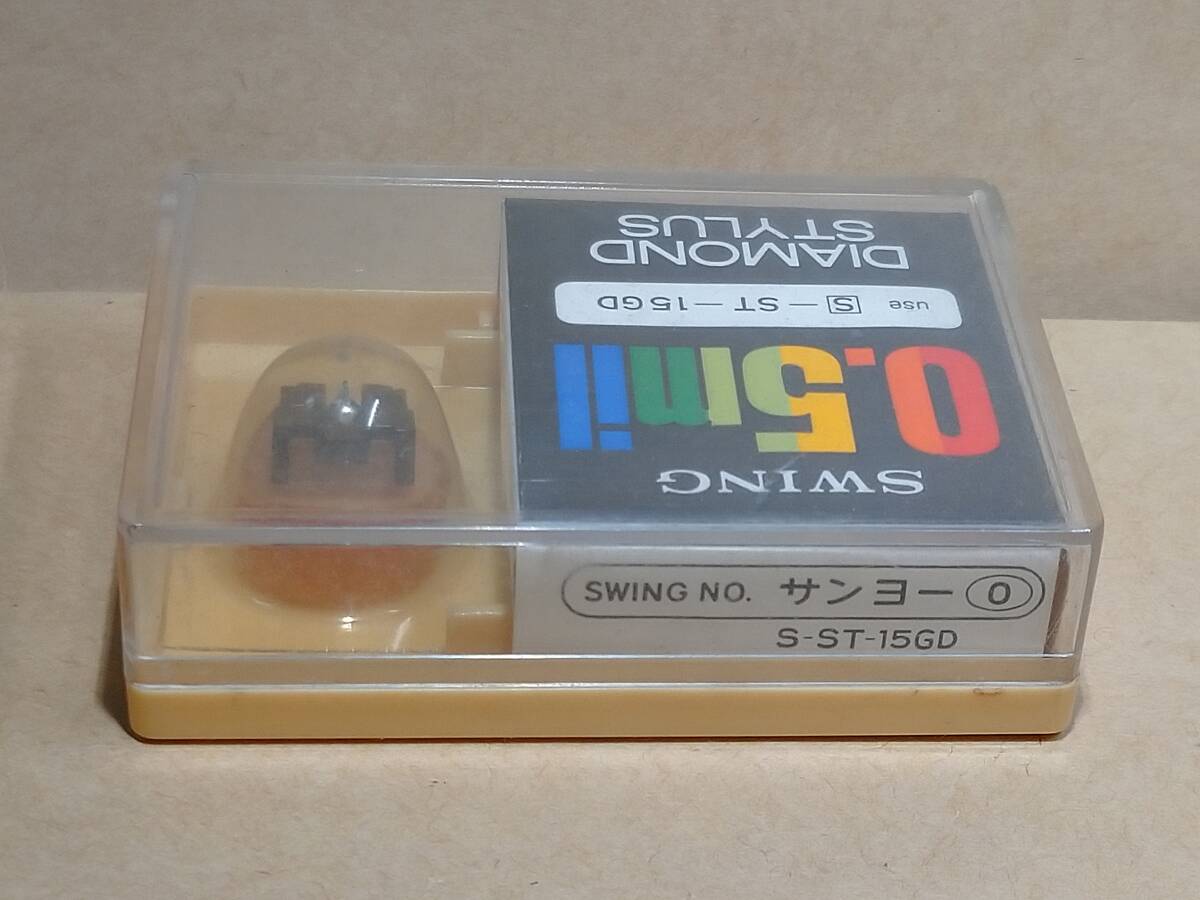 SWING
0.5mil
use S-ST-15GD
DIAMOND
STYLUS
SWING NO. サンヨー 0
S-ST-15GD